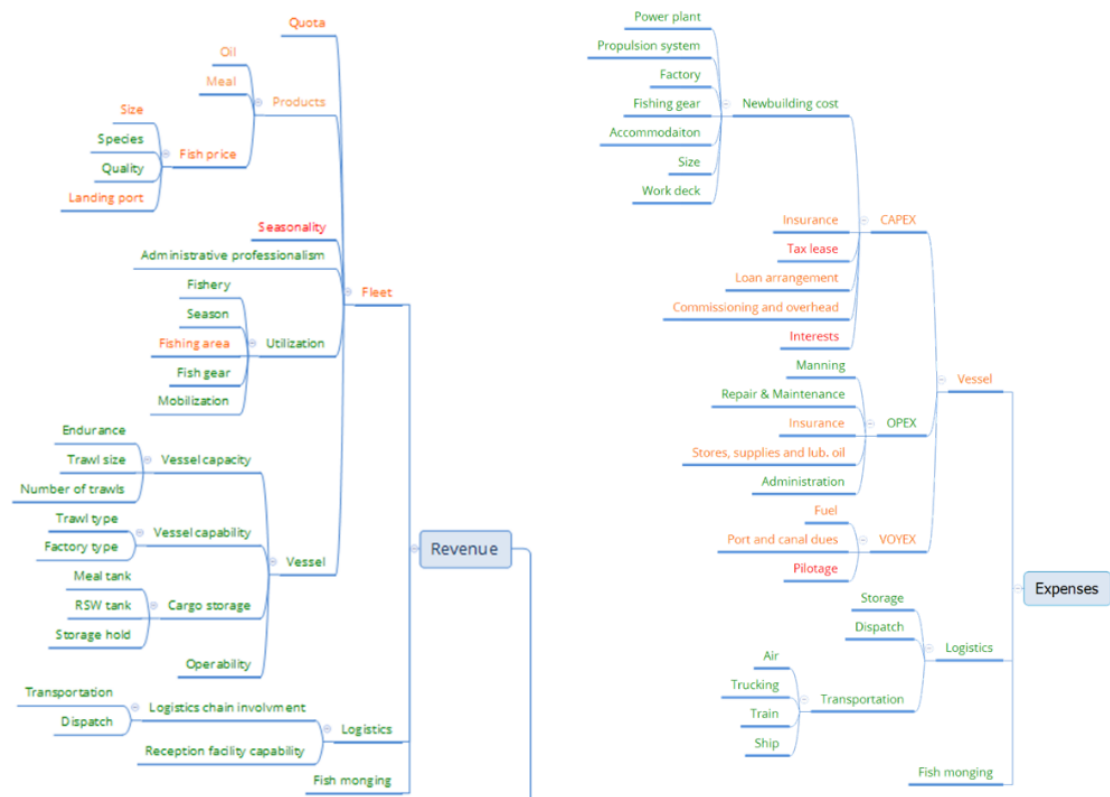 Quota
Oil
Meal
Products
Size
Species
Fish price
Quality
Landing port
Seasonality
Administrative professionalism
Fleet
Fishery
Season
Fishing area
Utilization
Fish gear
Mobilization
Endurance
Trawl size
Vessel capacity
Number of trawls
Trawl type
Vessel capability
Factory type
Vessel
Meal tank
RSW tank
Cargo storage
Storage hold
Operability
Revenue
Transportation
Logistics chain involvment
Dispatch
Logistics
Reception facility capability
Fish monging
Power plant
Propulsion system
Factory
Fishing gear
Newbuilding cost
Accommodaiton
Size
Work deck
Insurance
CAPEX
Tax lease
Loan arrangement
Commissioning and overhead
Interests
Manning
Vessel
Repair & Maintenance
Insurance
OPEX
Stores, supplies and lub. oil
Administration
Fuel
Port and canal dues
VOYEX
Pilotage
Expenses
Storage
Dispatch
Logistics
Air
Trucking
Transportation
Train
Ship
Fish monging